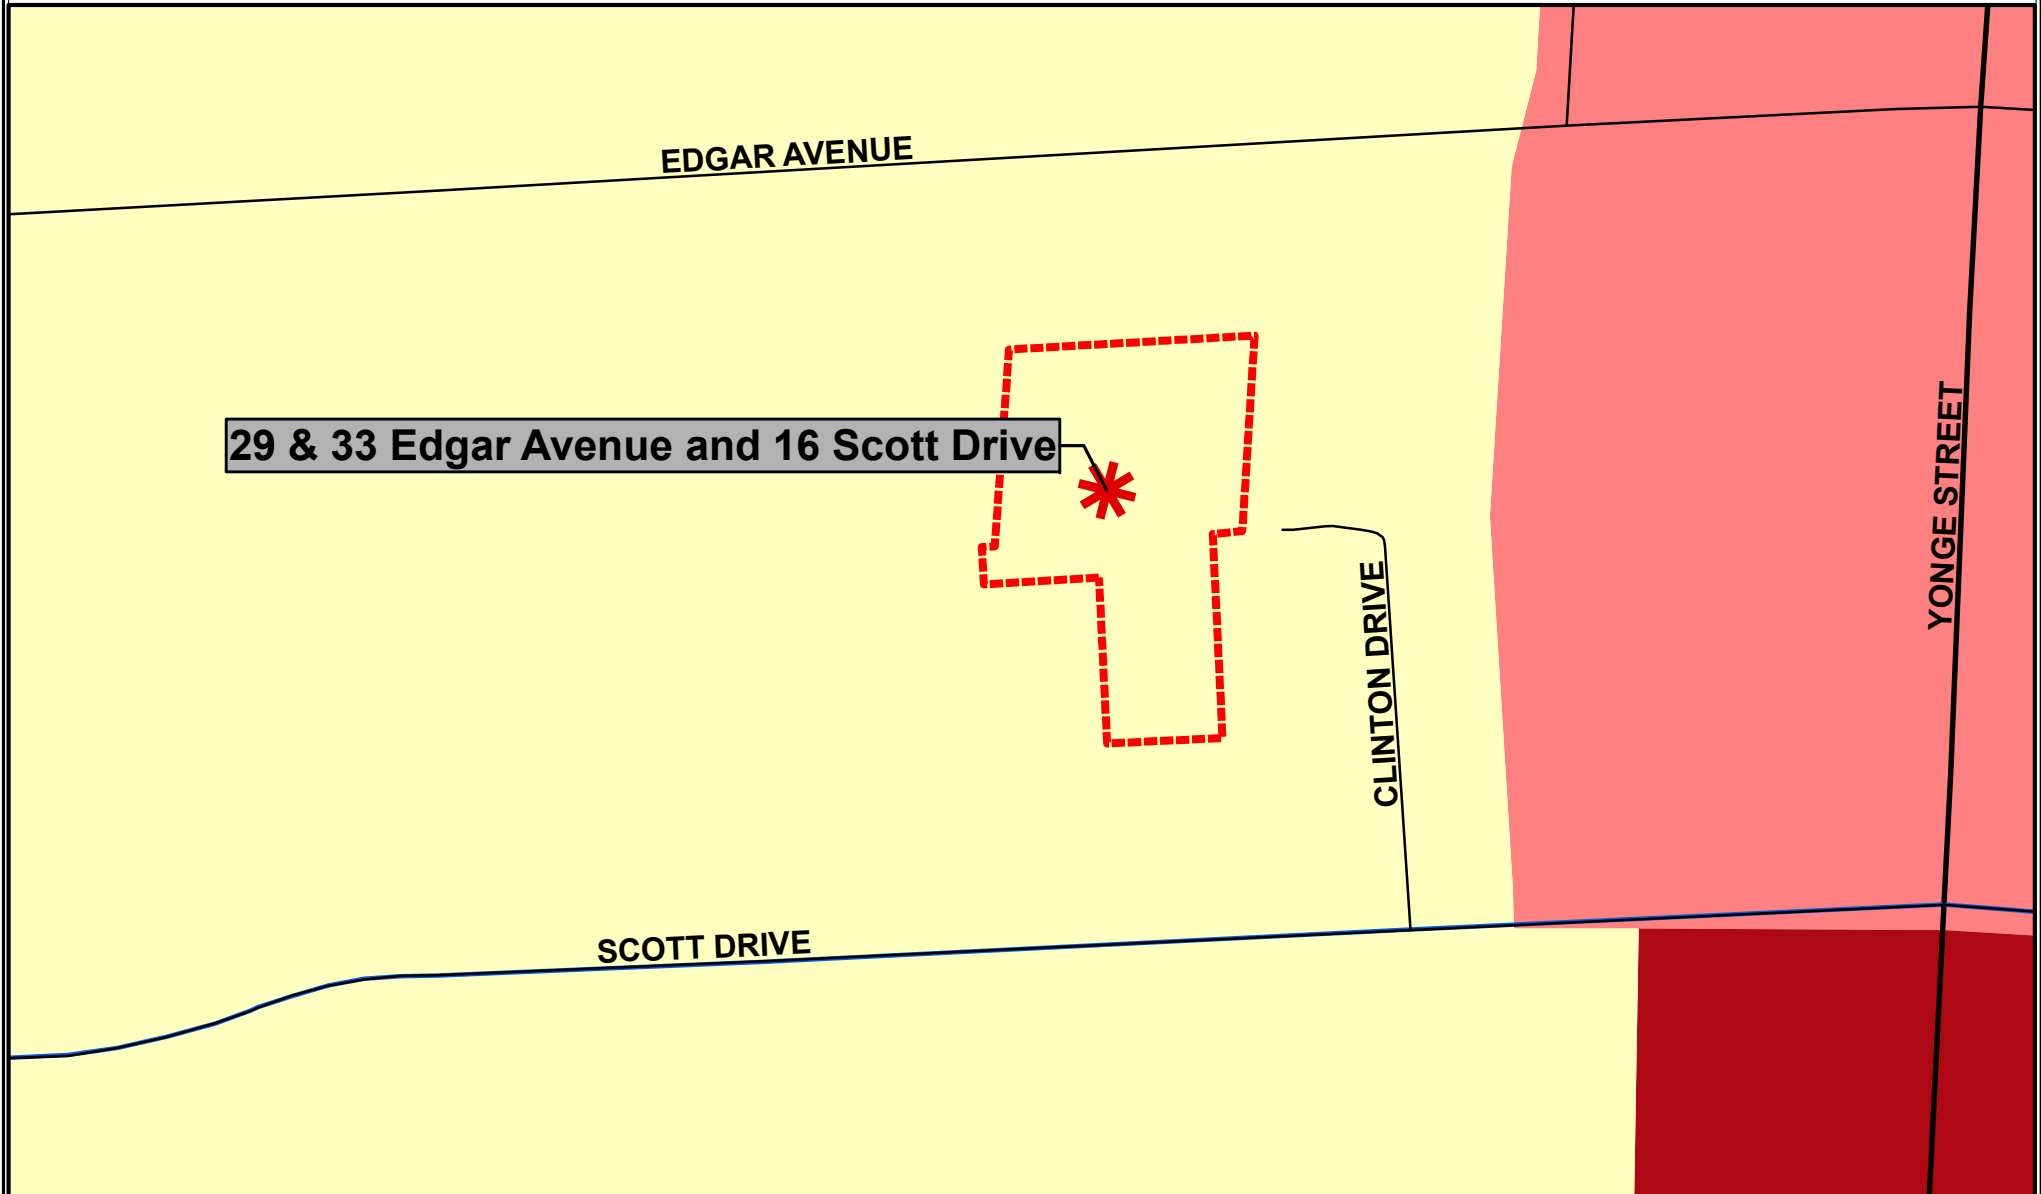 EDGAR AVENUE
29 & 33 Edgar Avenue and 16 Scott Drive
YONGE STREET
CLINTON DRIVE
SCOTT DRIVE